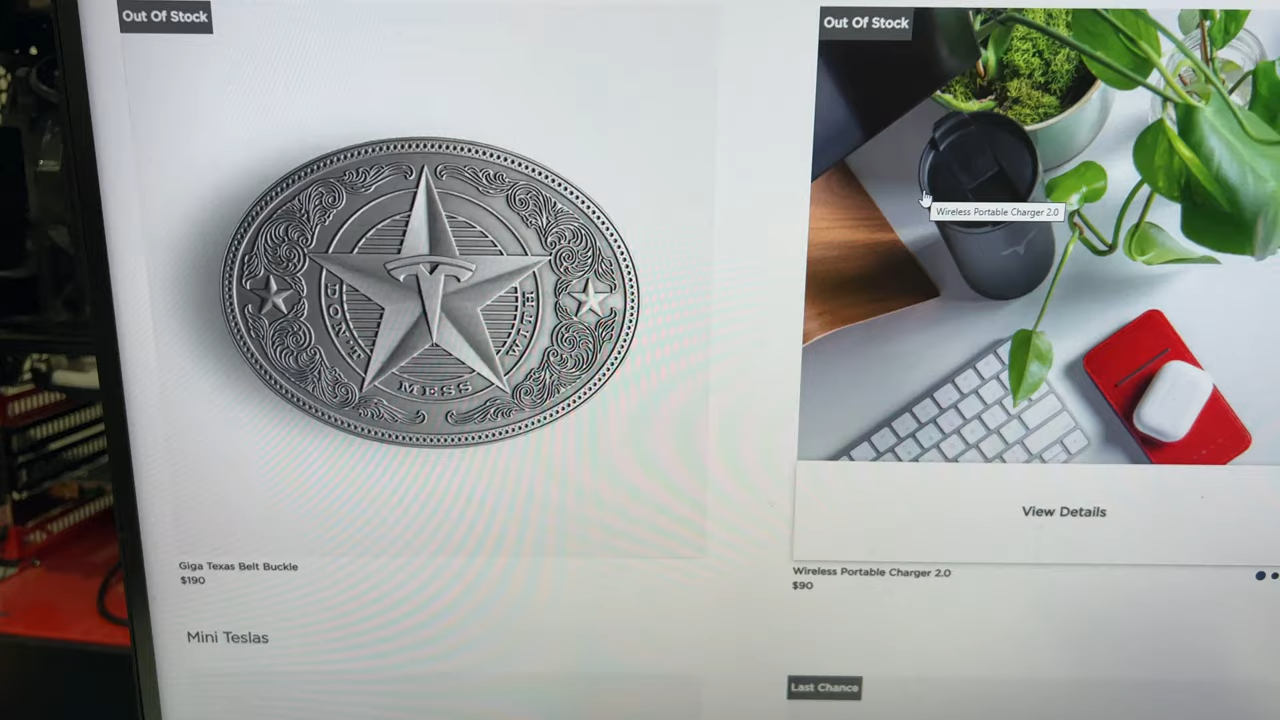 Out Of Stock
DON'T
MESS
WITH
Giga Texas Belt Buckle
$190
Mini Teslas
Out Of Stock
Wireless Portable Charger 2.0
View Details
Wireless Portable Charger 2.0
$90
Last Chance